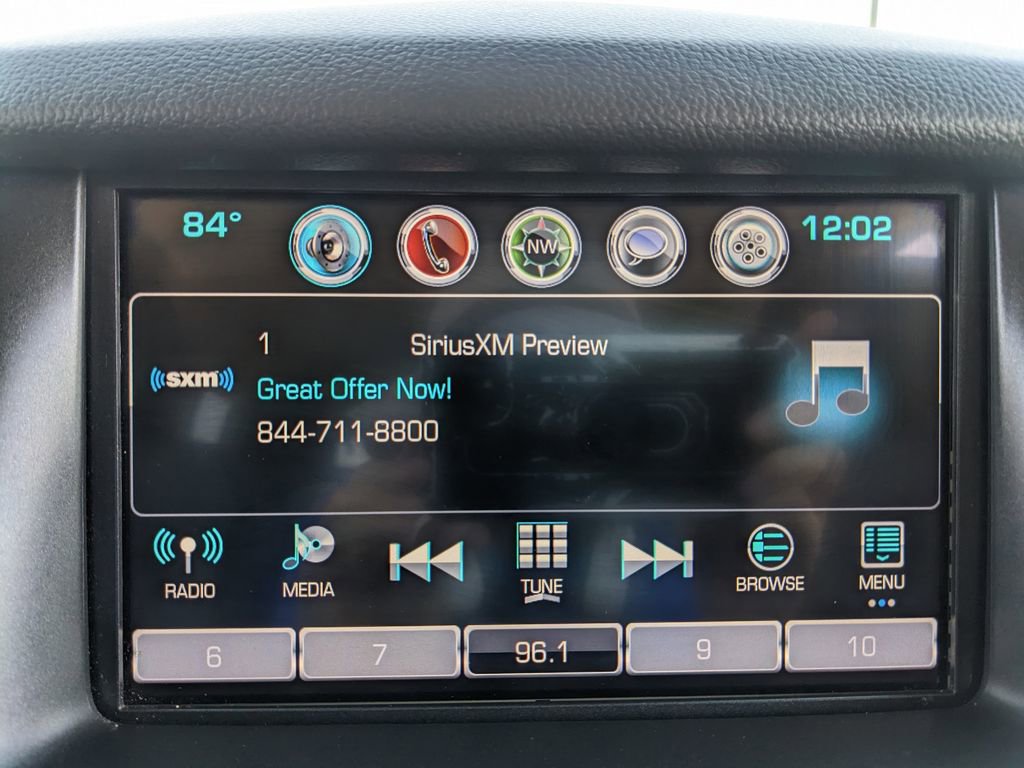 84° NW 12:02
1 SiriusXM Preview
((sxm))
Great Offer Now!
844-711-8800
RADIO MEDIA TUNE BROWSE MENU
6 7 96.1 9 10